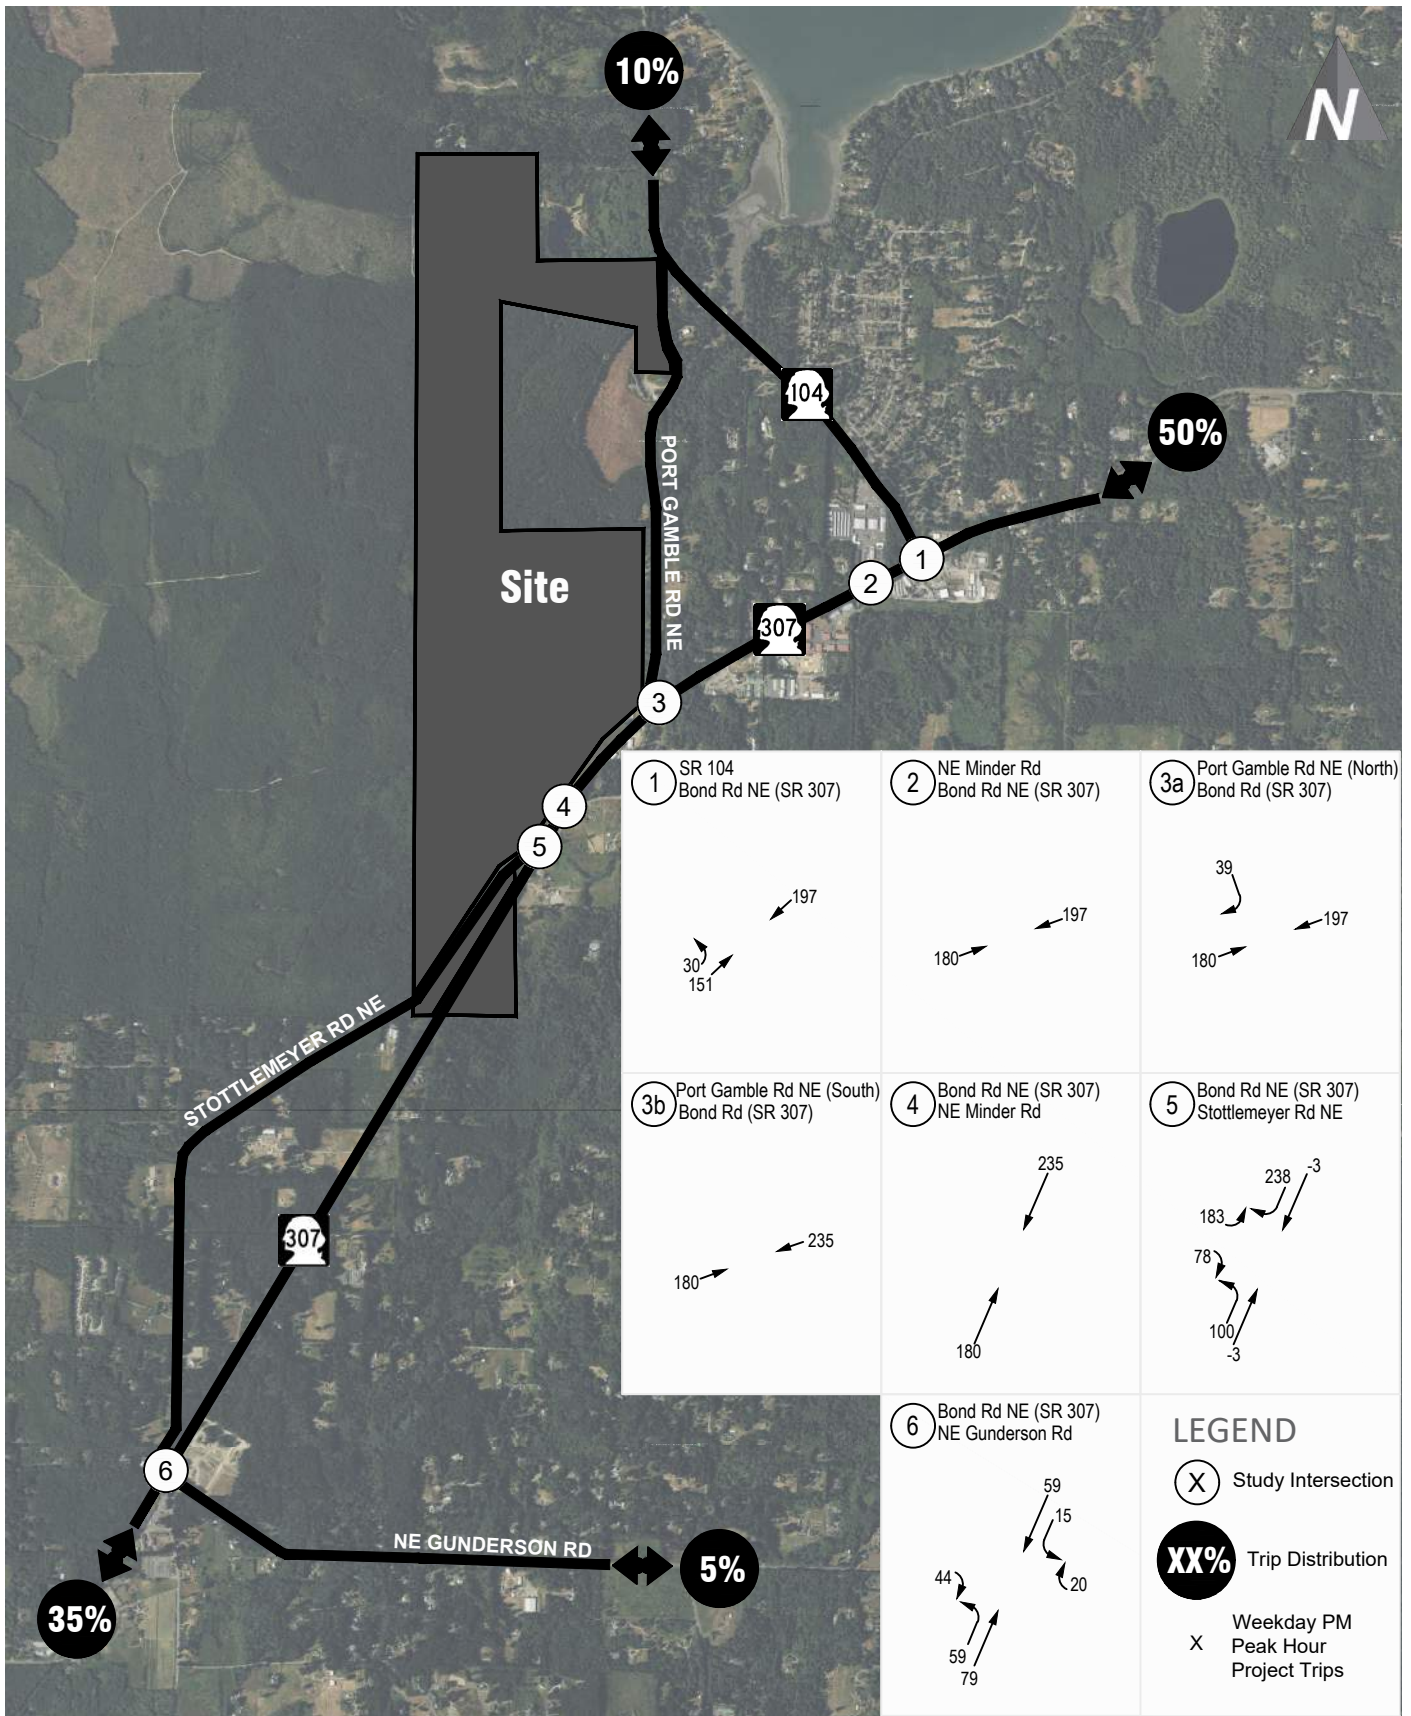 10%
N
104
50%
PORT GAMBLE RD NE
1
2
Site
307
3
4
5
STOTTLEMEYER RD NE
307
6
NE GUNDERSON RD
5%
35%
1 SR 104
Bond Rd NE (SR 307)
197
30
151
2 NE Minder Rd
Bond Rd NE (SR 307)
197
180
3a Port Gamble Rd NE (North)
Bond Rd (SR 307)
39
197
180
3b Port Gamble Rd NE (South)
Bond Rd (SR 307)
235
180
4 Bond Rd NE (SR 307)
NE Minder Rd
235
180
5 Bond Rd NE (SR 307)
Stottlemeyer Rd NE
-3
238
183
78
100
-3
6 Bond Rd NE (SR 307)
NE Gunderson Rd
59
15
44
20
59
79
LEGEND
X Study Intersection
XX% Trip Distribution
X Weekday PM
Peak Hour
Project Trips